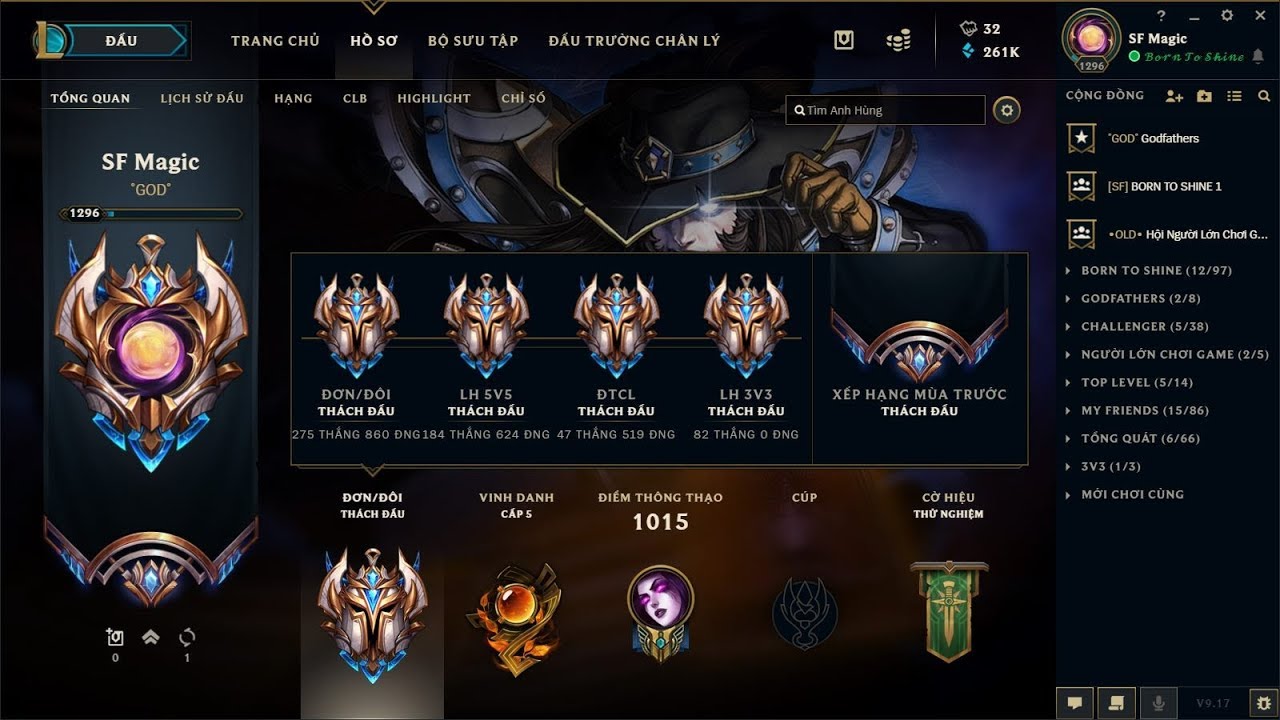 ĐẤU
TRANG CHỦ
HỒ SƠ
BỘ SƯU TẬP
ĐẤU TRƯỜNG CHÂN LÝ
32
261K
1296
?
SF Magic
Born To Shine
TỔNG QUAN
LỊCH SỬ ĐẤU
HẠNG
CLB
HIGHLIGHT
CHỈ SỐ
Tìm Anh Hùng
SF Magic
°GOD°
1296
0
1
ĐƠN/ĐÔI
THÁCH ĐẤU
275 THẮNG 860 ĐNG
LH 5V5
THÁCH ĐẤU
184 THẮNG 624 ĐNG
ĐTCL
THÁCH ĐẤU
47 THẮNG 519 ĐNG
LH 3V3
THÁCH ĐẤU
82 THẮNG 0 ĐNG
XẾP HẠNG MÙA TRƯỚC
THÁCH ĐẤU
ĐƠN/ĐÔI
THÁCH ĐẤU
VINH DANH
CẤP 5
ĐIỂM THÔNG THẠO
1015
CÚP
CỜ HIỆU
THỬ NGHIỆM
CỘNG ĐỒNG
°GOD° Godfathers
[SF] BORN TO SHINE 1
•OLD• Hội Người Lớn Chơi G...
BORN TO SHINE (12/97)
GODFATHERS (2/8)
CHALLENGER (5/38)
NGƯỜI LỚN CHƠI GAME (2/5)
TOP LEVEL (5/14)
MY FRIENDS (15/86)
TỔNG QUÁT (6/66)
3V3 (1/3)
MỚI CHƠI CÙNG
V9.17